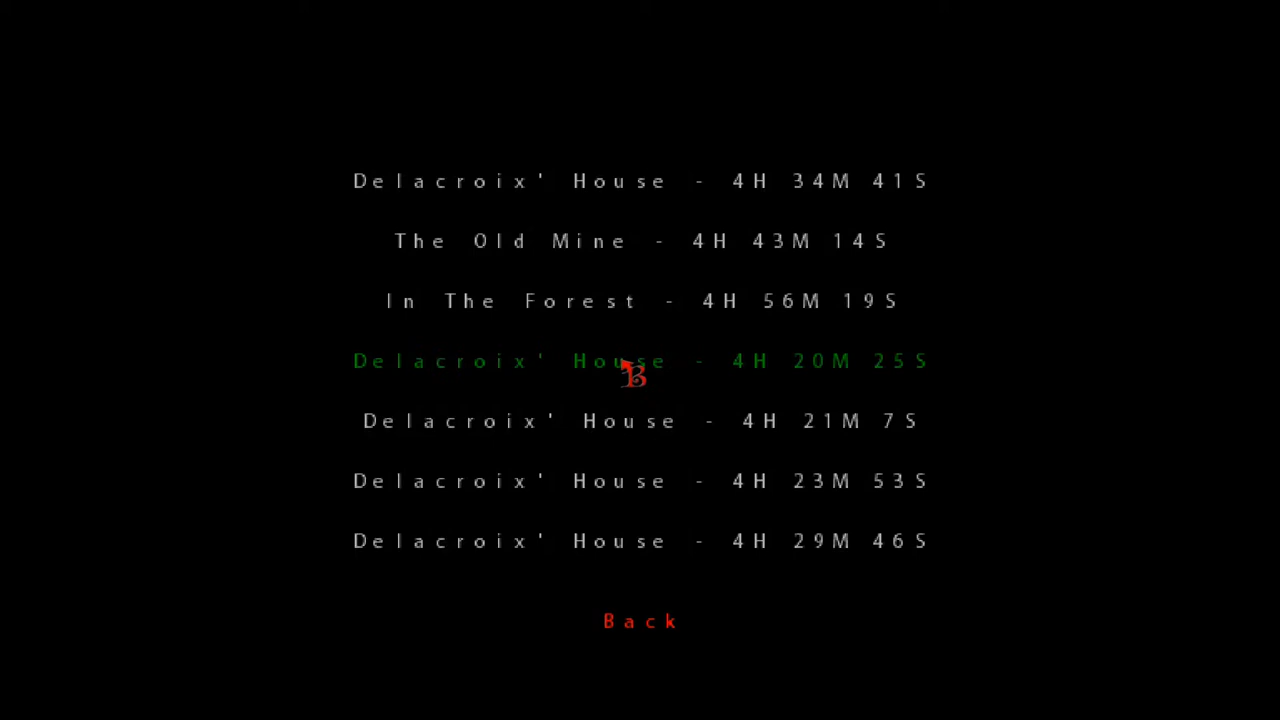 Delacroix' House - 4H 34M 41S
The Old Mine - 4H 43M 14S
In The Forest - 4H 56M 19S
Delacroix' House - 4H 20M 25S
Delacroix' House - 4H 21M 7S
Delacroix' House - 4H 23M 53S
Delacroix' House - 4H 29M 46S
Back